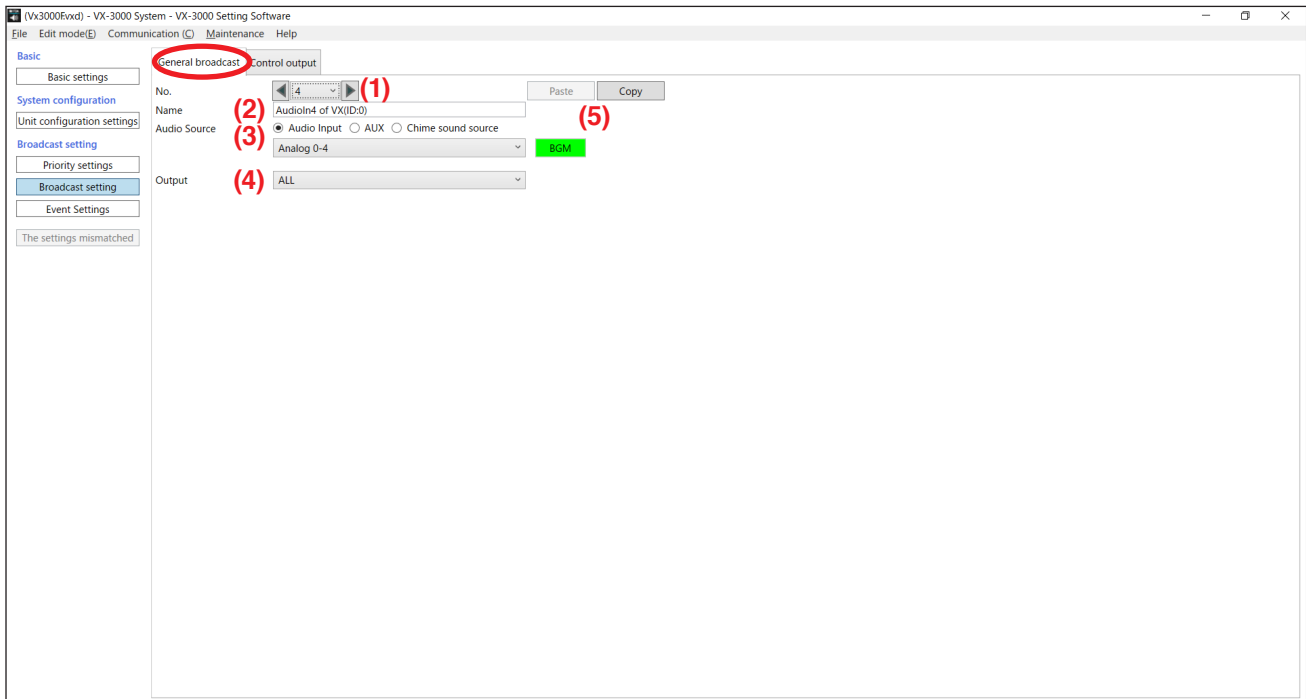 (Vx3000F.vxd) - VX-3000 System - VX-3000 Setting Software
File Edit mode(E) Communication (C) Maintenance Help
Basic
Basic settings
System configuration
Unit configuration settings
Broadcast setting
Priority settings
Broadcast setting
Event Settings
The settings mismatched
General broadcast Control output
No. 4 (1) Paste Copy
Name (2) AudioIn4 of VX(ID:0) (5)
Audio Source (3) Audio Input AUX Chime sound source
Analog 0-4 BGM
Output (4) ALL